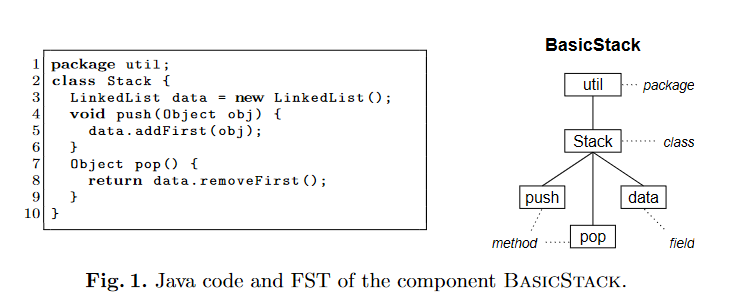 1 package util;
2 class Stack {
3 LinkedList data = new LinkedList();
4 void push(Object obj) {
5 data.addFirst(obj);
6 }
7 Object pop() {
8 return data.removeFirst();
9 }
10 }
BasicStack
util package
Stack class
push data
method pop field
Fig. 1. Java code and FST of the component BASICSTACK.